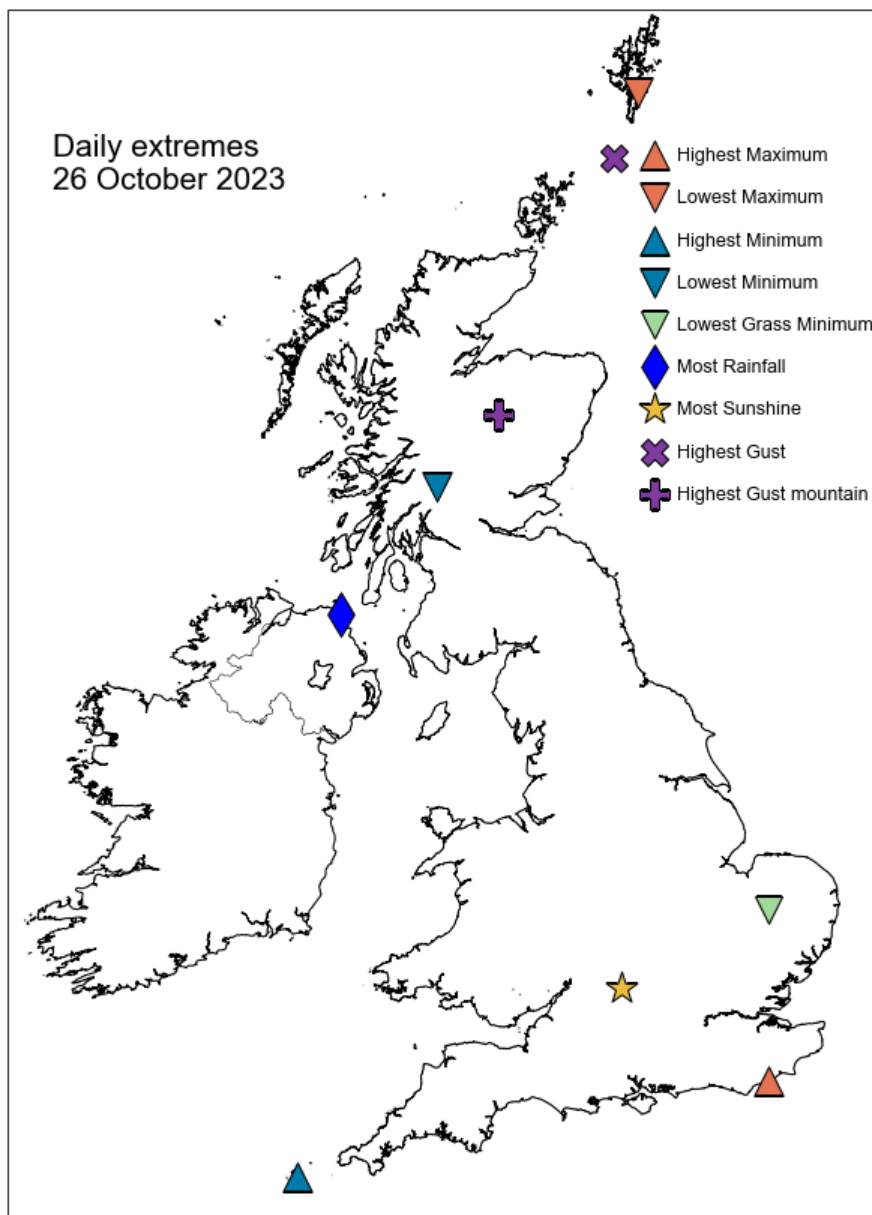 Daily extremes
26 October 2023
Highest Maximum
Lowest Maximum
Highest Minimum
Lowest Minimum
Lowest Grass Minimum
Most Rainfall
Most Sunshine
Highest Gust
Highest Gust mountain